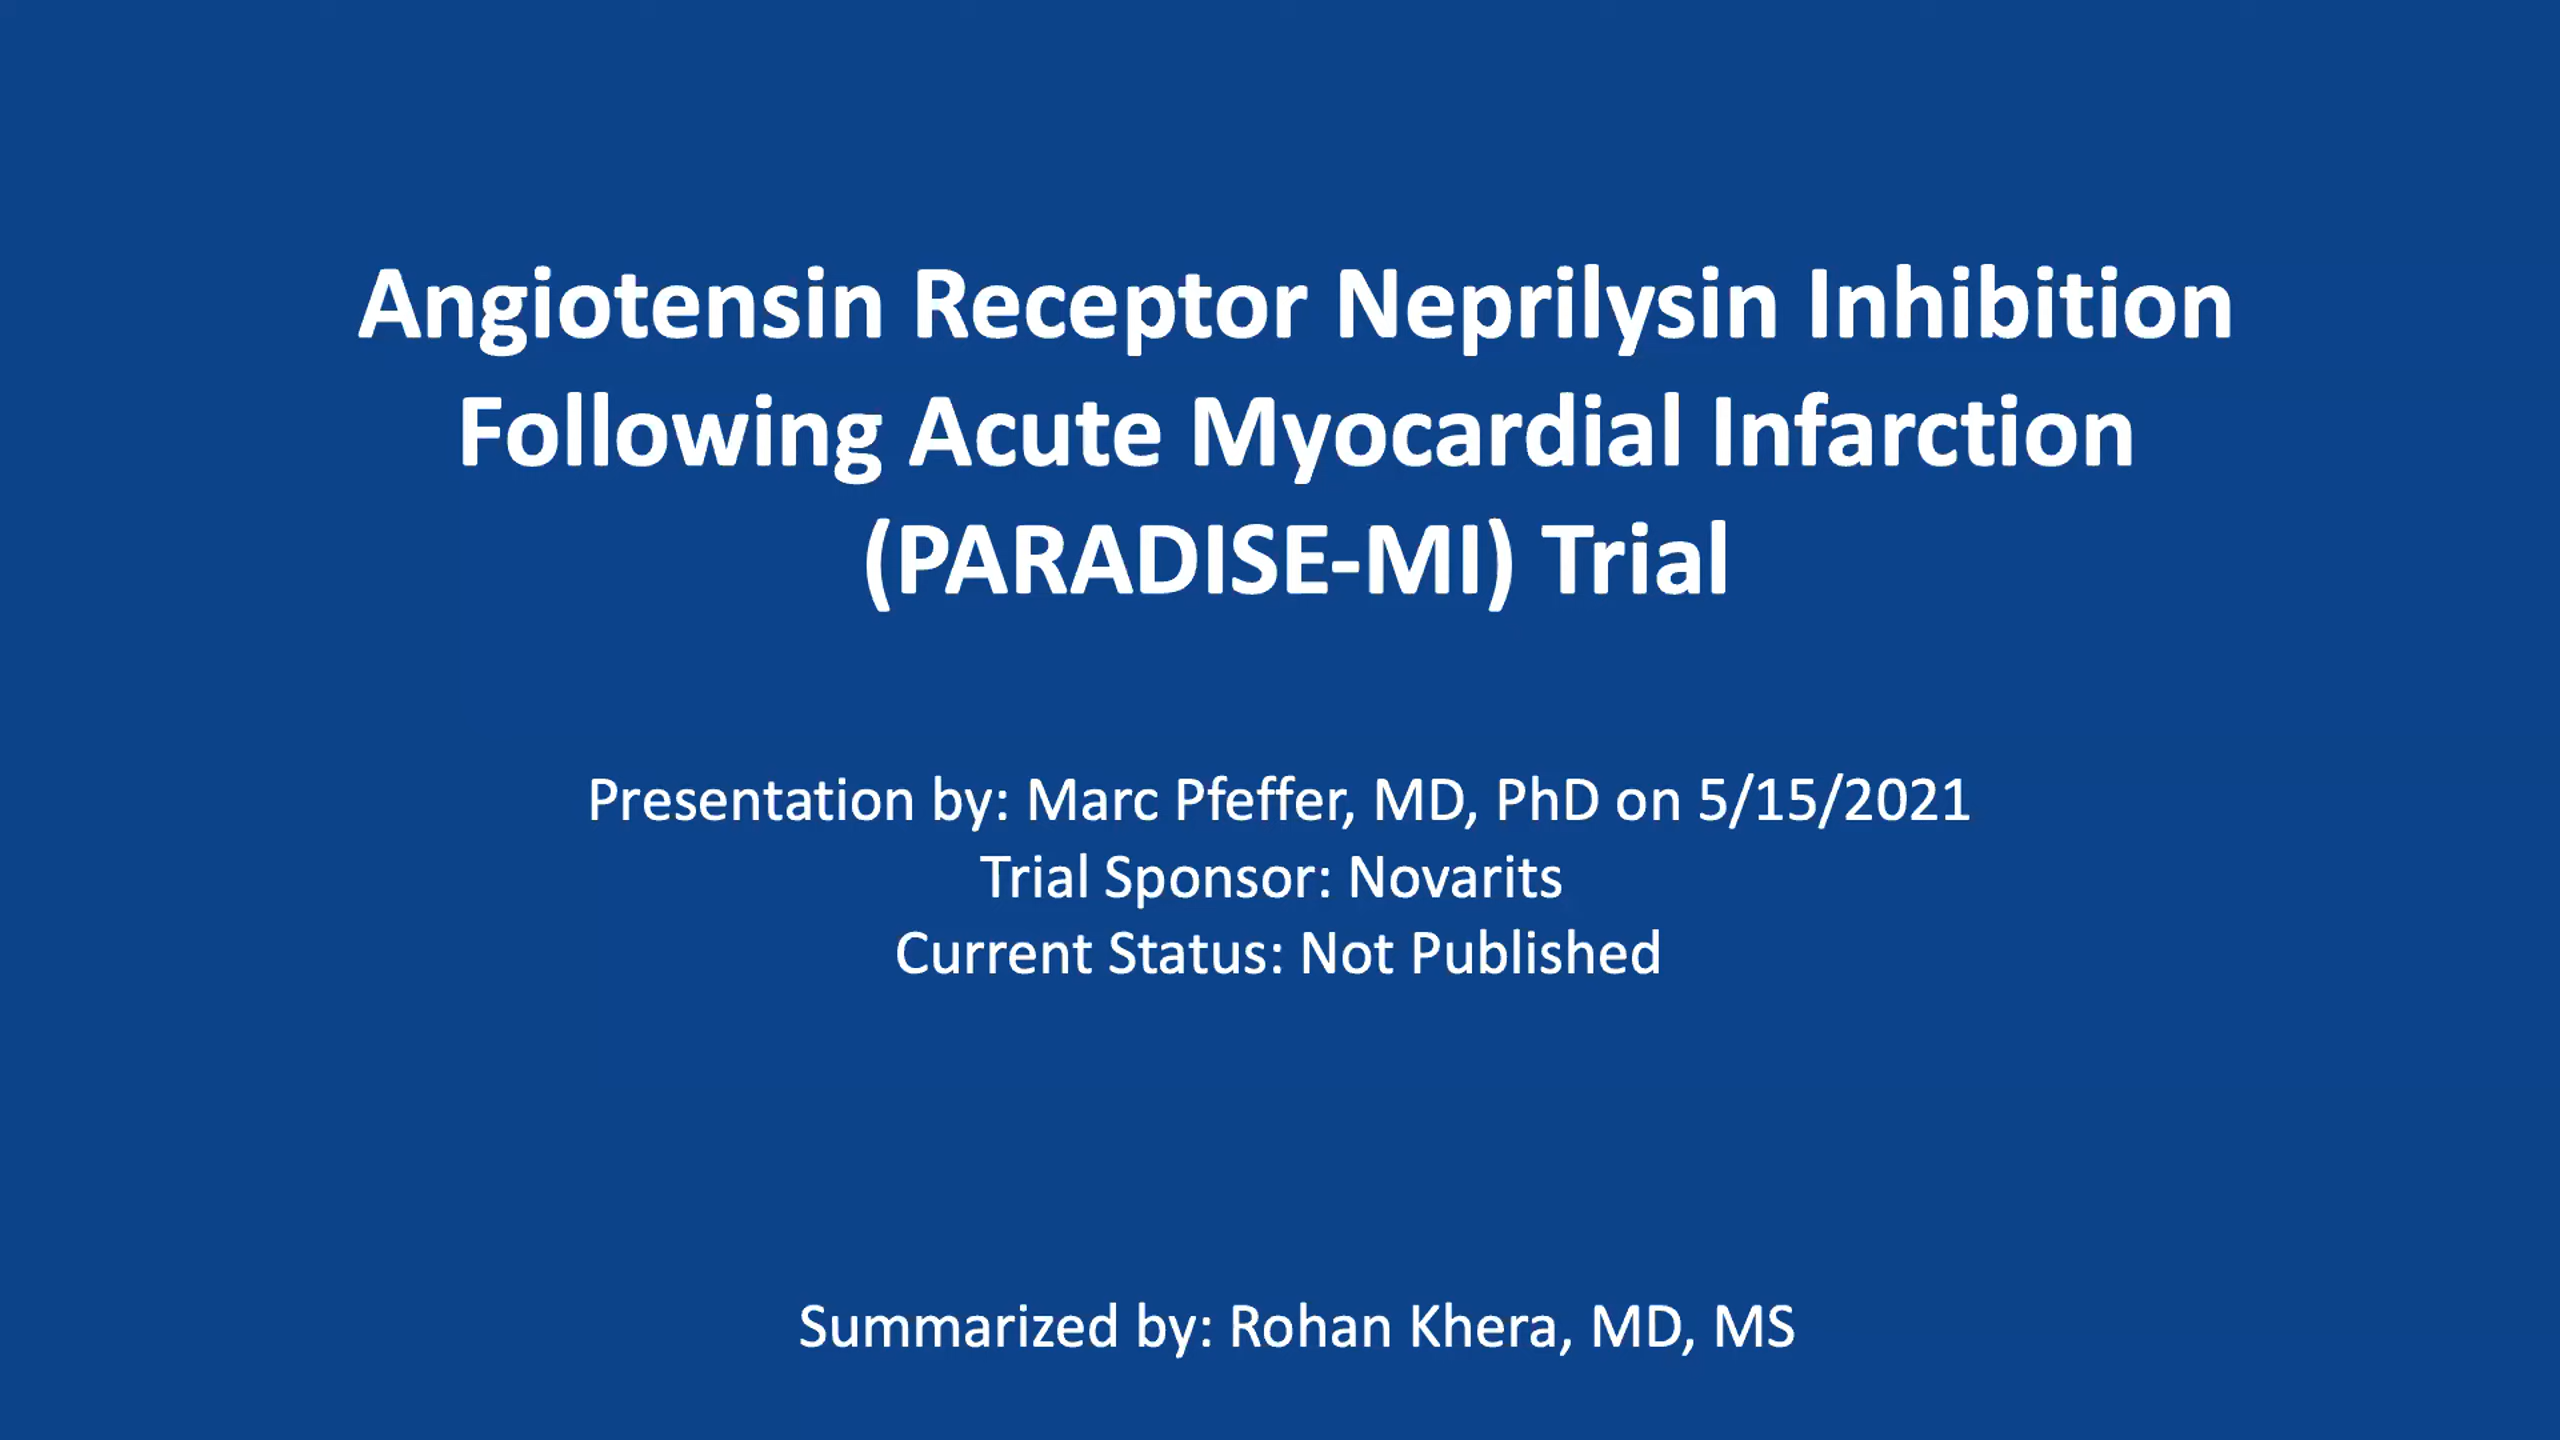 Angiotensin Receptor Neprilysin Inhibition
Following Acute Myocardial Infarction
(PARADISE-MI) Trial
Presentation by: Marc Pfeffer, MD, PhD on 5/15/2021
Trial Sponsor: Novarits
Current Status: Not Published
Summarized by: Rohan Khera, MD, MS